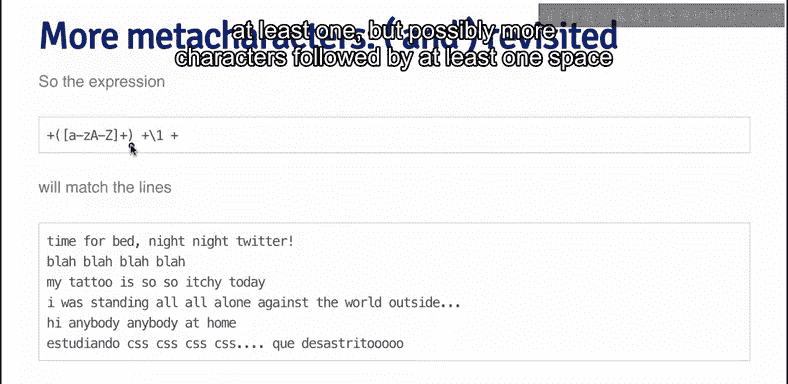 More metacharacters: ( and ) revisited
at least one, but possibly more
characters followed by at least one space
So the expression
+([a-zA-Z]+) +\1 +
will match the lines
time for bed, night night twitter!
blah blah blah blah
my tattoo is so so itchy today
i was standing all all alone against the world outside...
hi anybody anybody at home
estudiando css css css css.... que desastritooooo